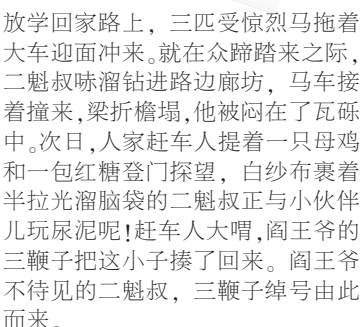 放学回家路上，三匹受惊烈马拖着
大车迎面冲来。就在众蹄踏来之际，
二魁叔哧溜钻进路边廊坊，马车接
着撞来,梁折檐塌,他被闷在了瓦砾
中。次日,人家赶车人提着一只母鸡
和一包红糖登门探望，白纱布裹着
半拉光溜脑袋的二魁叔正与小伙伴
儿玩尿泥呢!赶车人大喟,阎王爷的
三鞭子把这小子揍了回来。阎王爷
不待见的二魁叔，三鞭子绰号由此
而来。